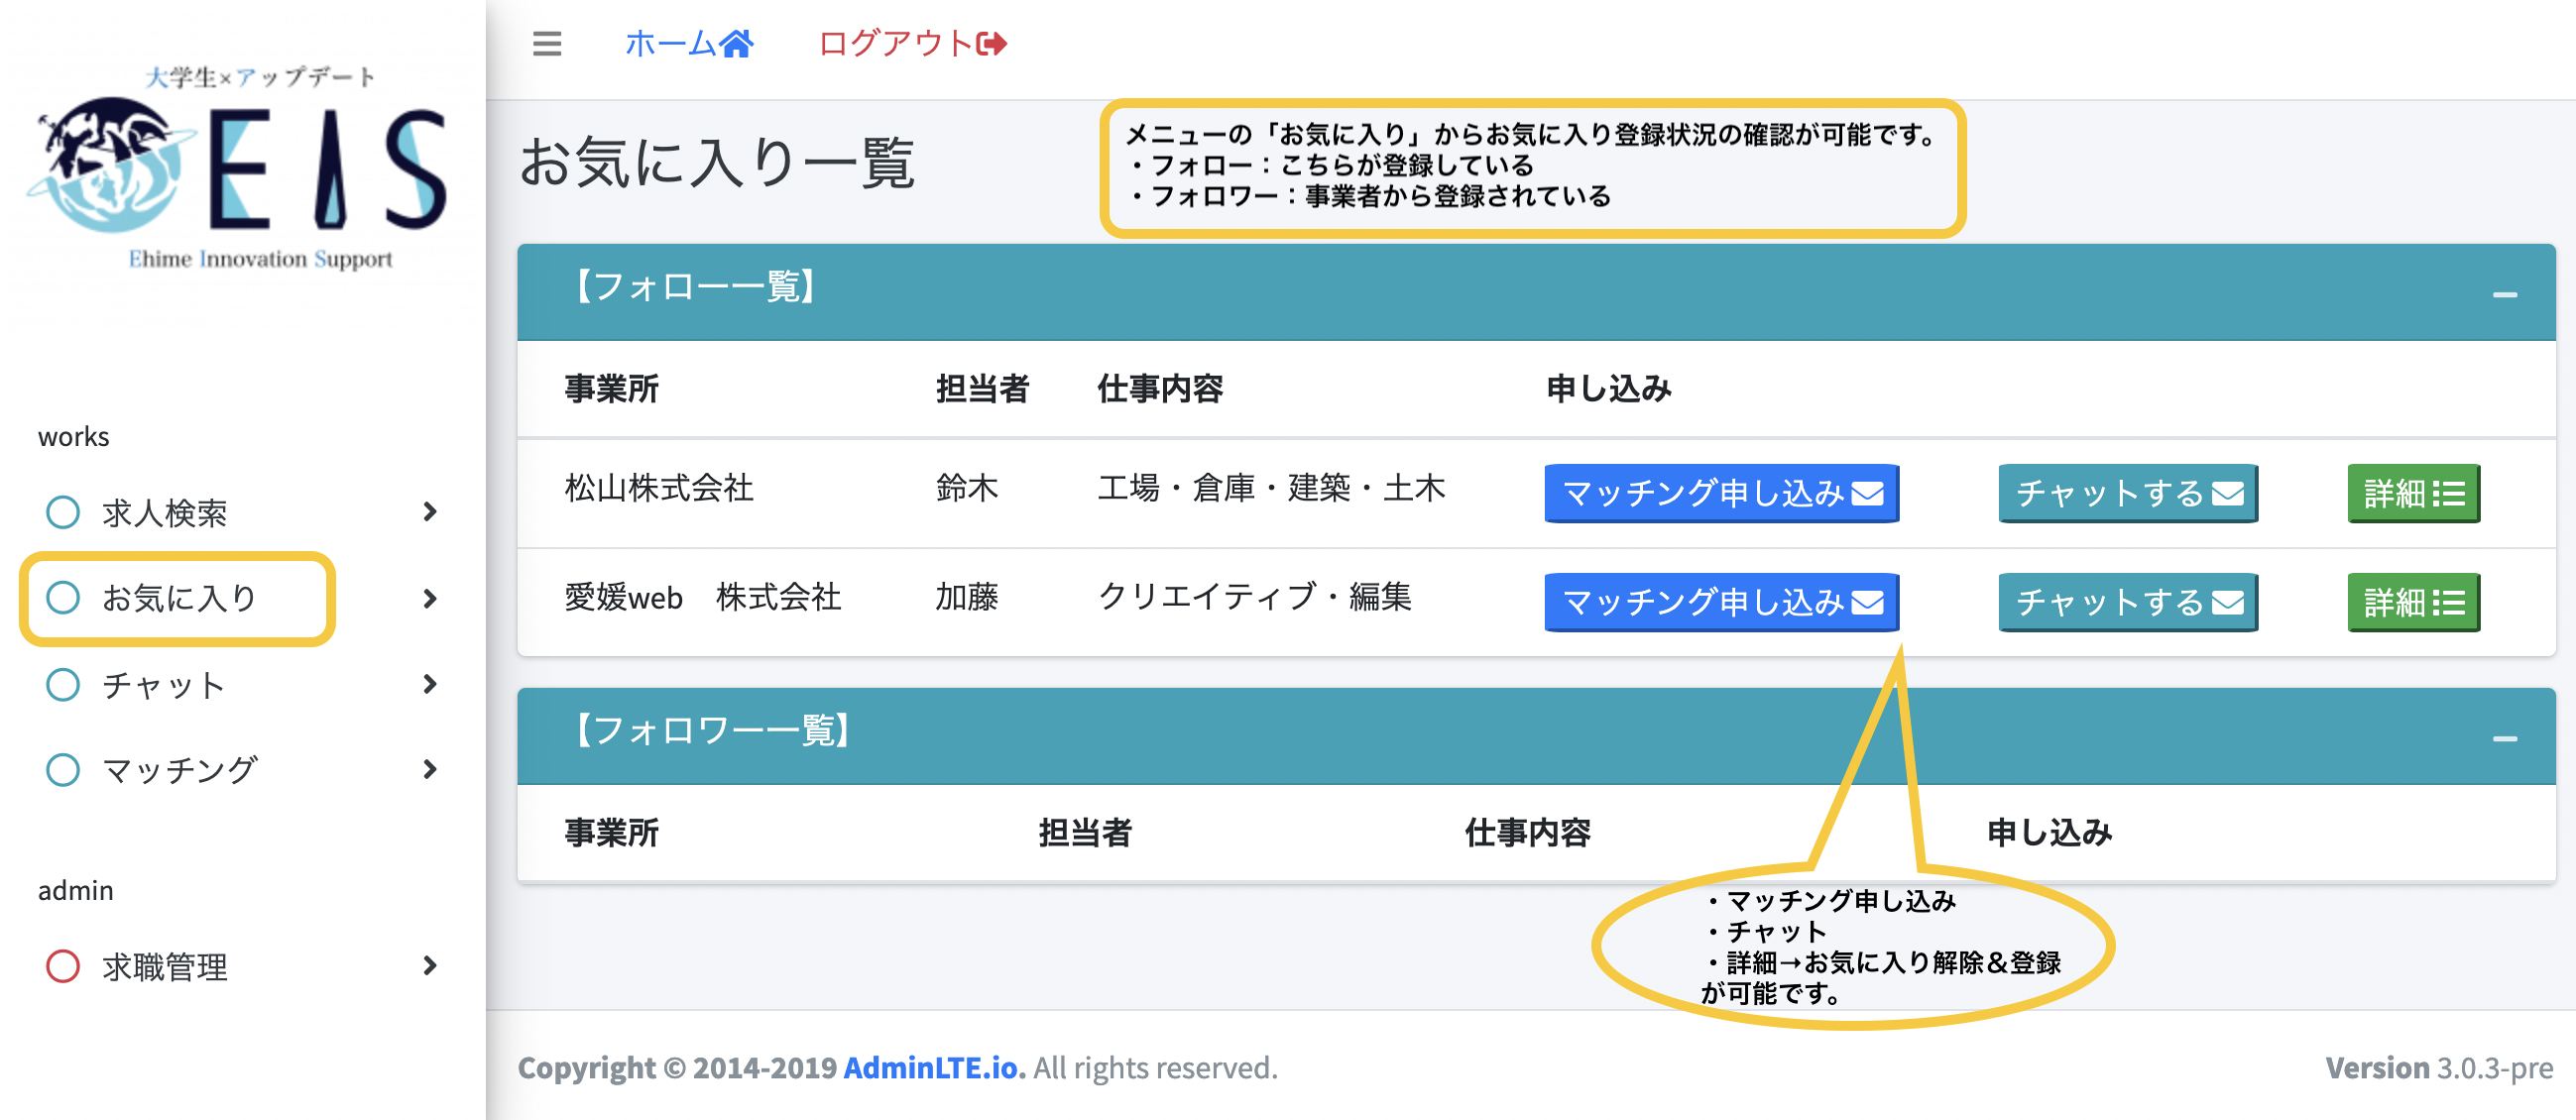 大学生×アップデート
EIS
Ehime Innovation Support
works
求人検索
お気に入り
チャット
マッチング
admin
求職管理
ホーム
ログアウト
お気に入り一覧
メニューの「お気に入り」からお気に入り登録状況の確認が可能です。
・フォロー：こちらが登録している
・フォロワー：事業者から登録されている
【フォロー一覧】
事業所 担当者 仕事内容 申し込み
松山株式会社 鈴木 工場・倉庫・建築・土木 マッチング申し込み チャットする 詳細
愛媛web　株式会社 加藤 クリエイティブ・編集 マッチング申し込み チャットする 詳細
【フォロワー一覧】
事業所 担当者 仕事内容 申し込み
・マッチング申し込み
・チャット
・詳細→お気に入り解除＆登録
が可能です。
Copyright © 2014-2019 AdminLTE.io. All rights reserved.
Version 3.0.3-pre